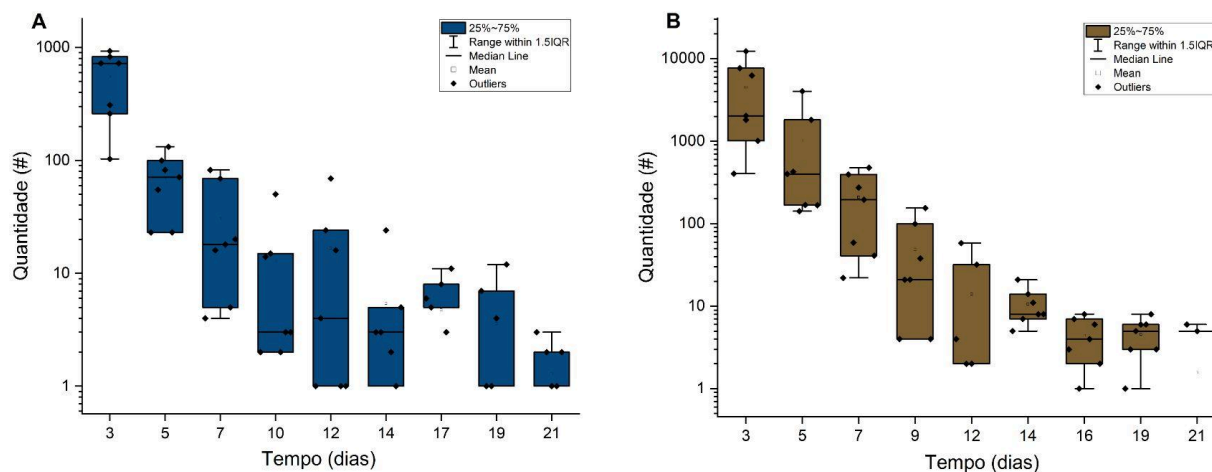 A
25%~75%
Range within 1.5IQR
Median Line
Mean
Outliers
1000
100
10
1
Quantidade (#)
3 5 7 10 12 14 17 19 21
Tempo (dias)
B
25%~75%
Range within 1.5IQR
Median Line
Mean
Outliers
10000
1000
100
10
1
Quantidade (#)
3 5 7 9 12 14 16 19 21
Tempo (dias)